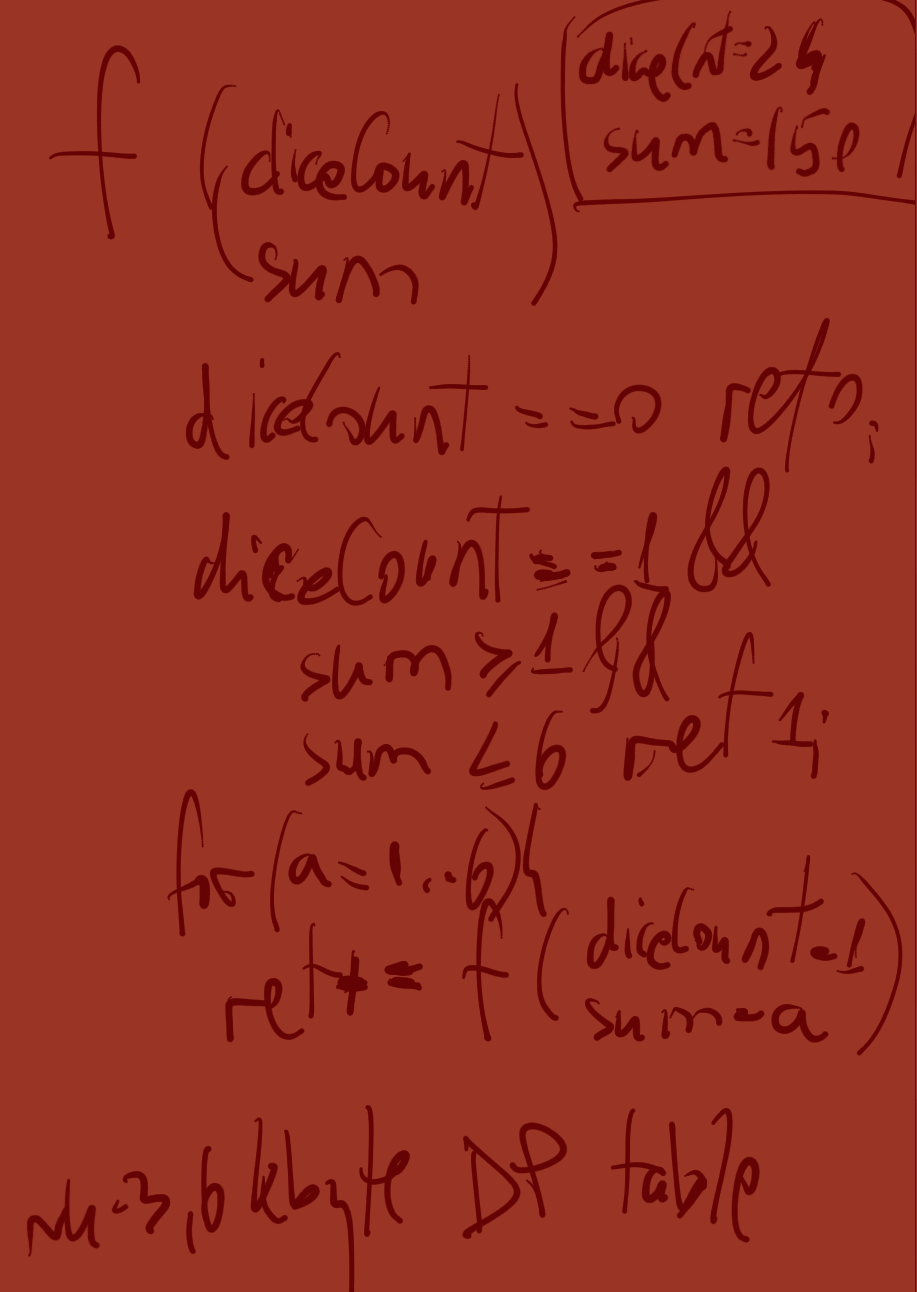 f (diceCount
sum)
diceCnt=24
sum=150
diceCount ==0 ret 0;
diceCount ==1 &&
sum ≥1 &&
sum ≤6 ret 1;
for (a=1..6){
ret+= f (diceCount-1
sum-a)
3,6 kbyte DP table